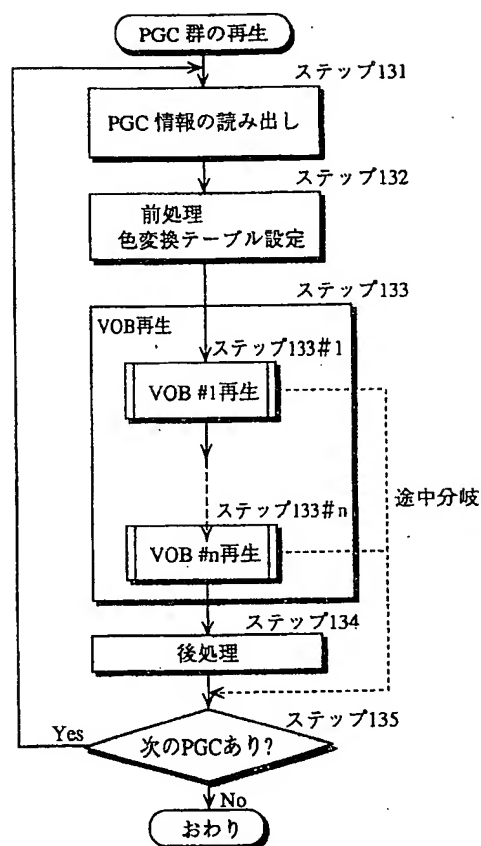 PGC 群の再生
ステップ131
PGC 情報の読み出し
ステップ132
前処理
色変換テーブル設定
ステップ133
VOB再生
ステップ133#1
VOB #1再生
ステップ133#n
途中分岐
VOB #n再生
ステップ134
後処理
ステップ135
Yes
次のPGCあり?
No
おわり